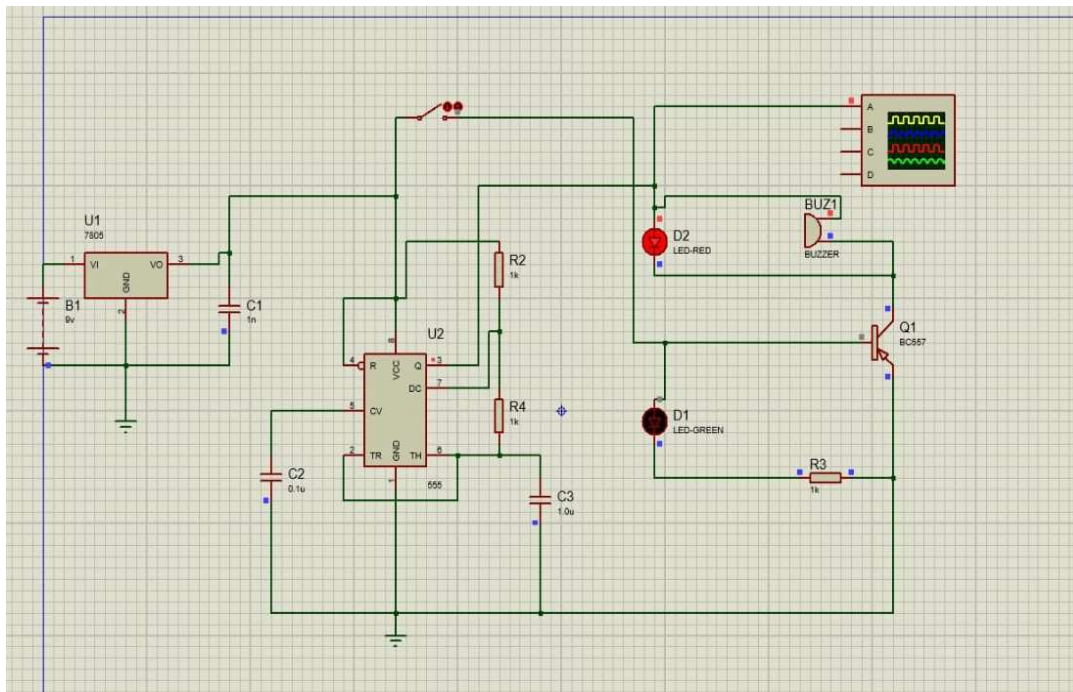 A
B
C
D
BUZ1
BUZZER
U1
7805
1
VI
VO
3
GND
2
B1
9v
C1
1n
R2
1k
D2
LED-RED
Q1
BC557
U2
8
VCC
4
R
Q
3
DC
7
5
CV
GND
2
TR
TH
6
1
555
R4
1k
D1
LED-GREEN
R3
1k
C2
0.1u
C3
1.0u